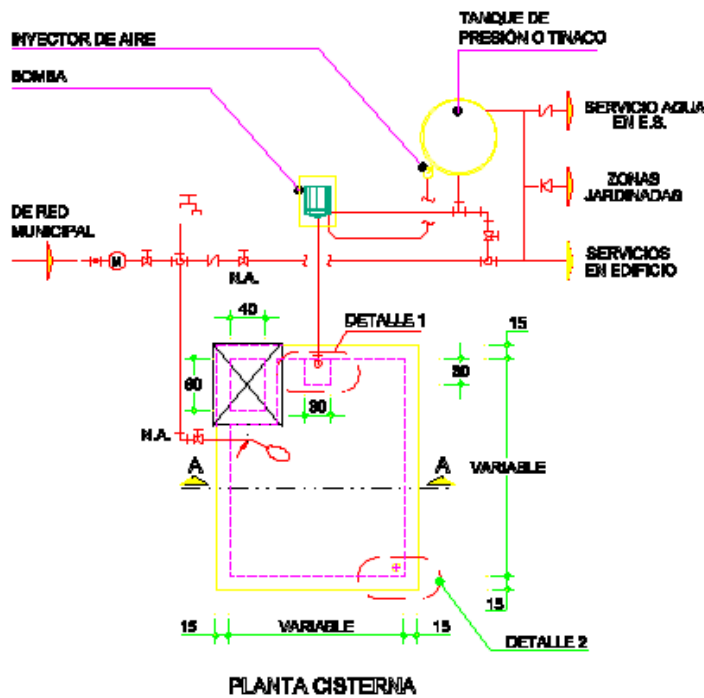 TANQUE DE
PRESIÓN O TINACO
INYECTOR DE AIRE
BOMBA
SERVICIO AGUA
EN E.S.
ZONAS
JARDINADAS
DE RED
MUNICIPAL
M
SERVICIOS
EN EDIFICIO
N.A.
40
DETALLE 1
15
60
30
30
N.A.
A
A
VARIABLE
15
15
VARIABLE
15
DETALLE 2
PLANTA CISTERNA